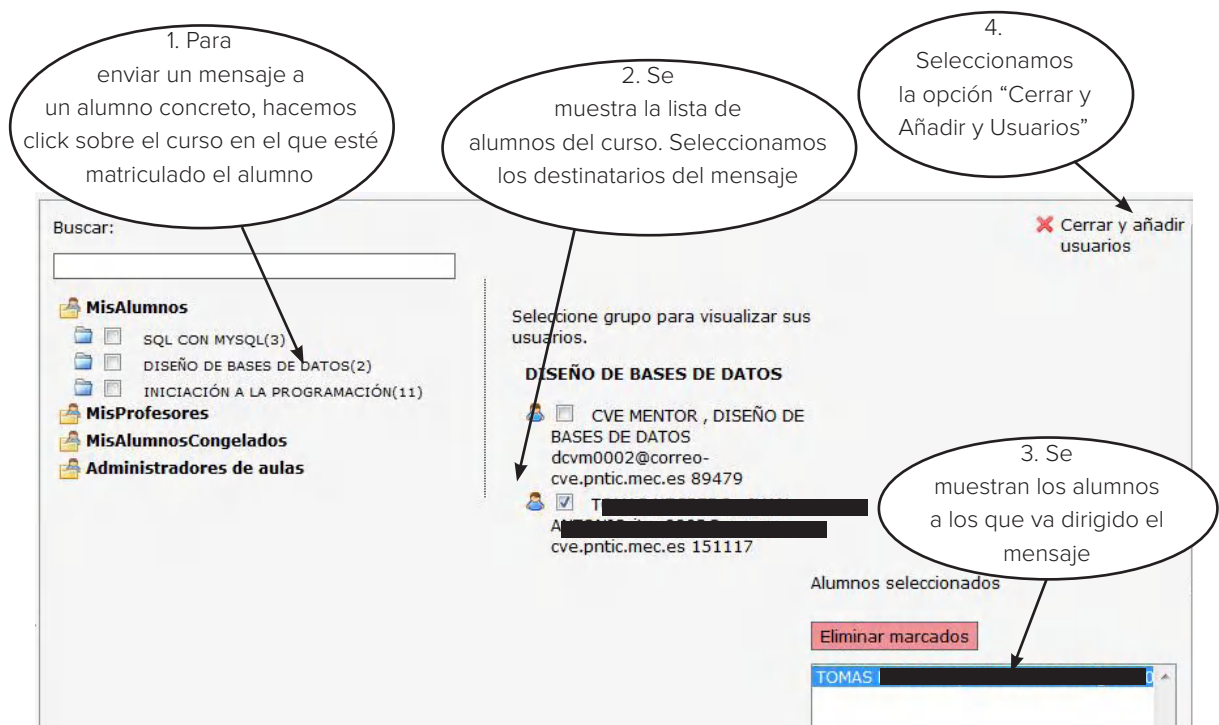 1. Para
enviar un mensaje a
un alumno concreto, hacemos
click sobre el curso en el que esté
matriculado el alumno
2. Se
muestra la lista de
alumnos del curso. Seleccionamos
los destinatarios del mensaje
4.
Seleccionamos
la opción “Cerrar y
Añadir y Usuarios”
Buscar:
Cerrar y añadir
usuarios
MisAlumnos
SQL CON MYSQL(3)
DISEÑO DE BASES DE DATOS(2)
INICIACIÓN A LA PROGRAMACIÓN(11)
MisProfesores
MisAlumnosCongelados
Administradores de aulas
Seleccione grupo para visualizar sus
usuarios.
DISEÑO DE BASES DE DATOS
CVE MENTOR , DISEÑO DE
BASES DE DATOS
dcvm0002@correo-
cve.pntic.mec.es 89479
cve.pntic.mec.es 151117
3. Se
muestran los alumnos
a los que va dirigido el
mensaje
Alumnos seleccionados
Eliminar marcados
TOMAS